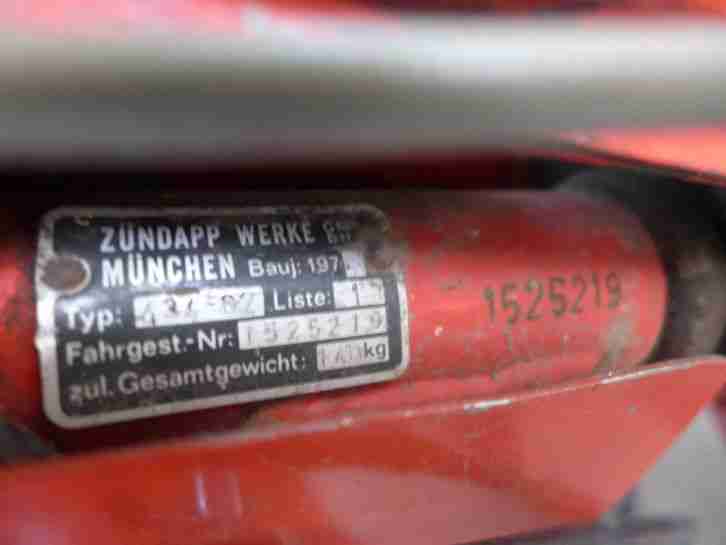 ZÜNDAPP WERKE
MÜNCHEN Bauj: 197
Typ: Liste:
Fahrgest.-Nr: 1525219
zul. Gesamtgewicht: kg
1525219